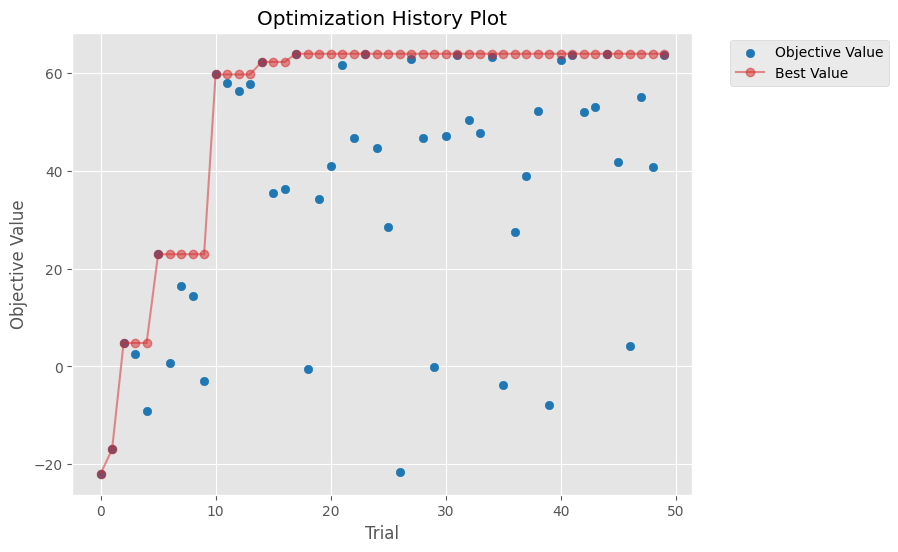 Optimization History Plot
Objective Value
Best Value
Objective Value
60
40
20
0
−20
0 10 20 30 40 50
Trial